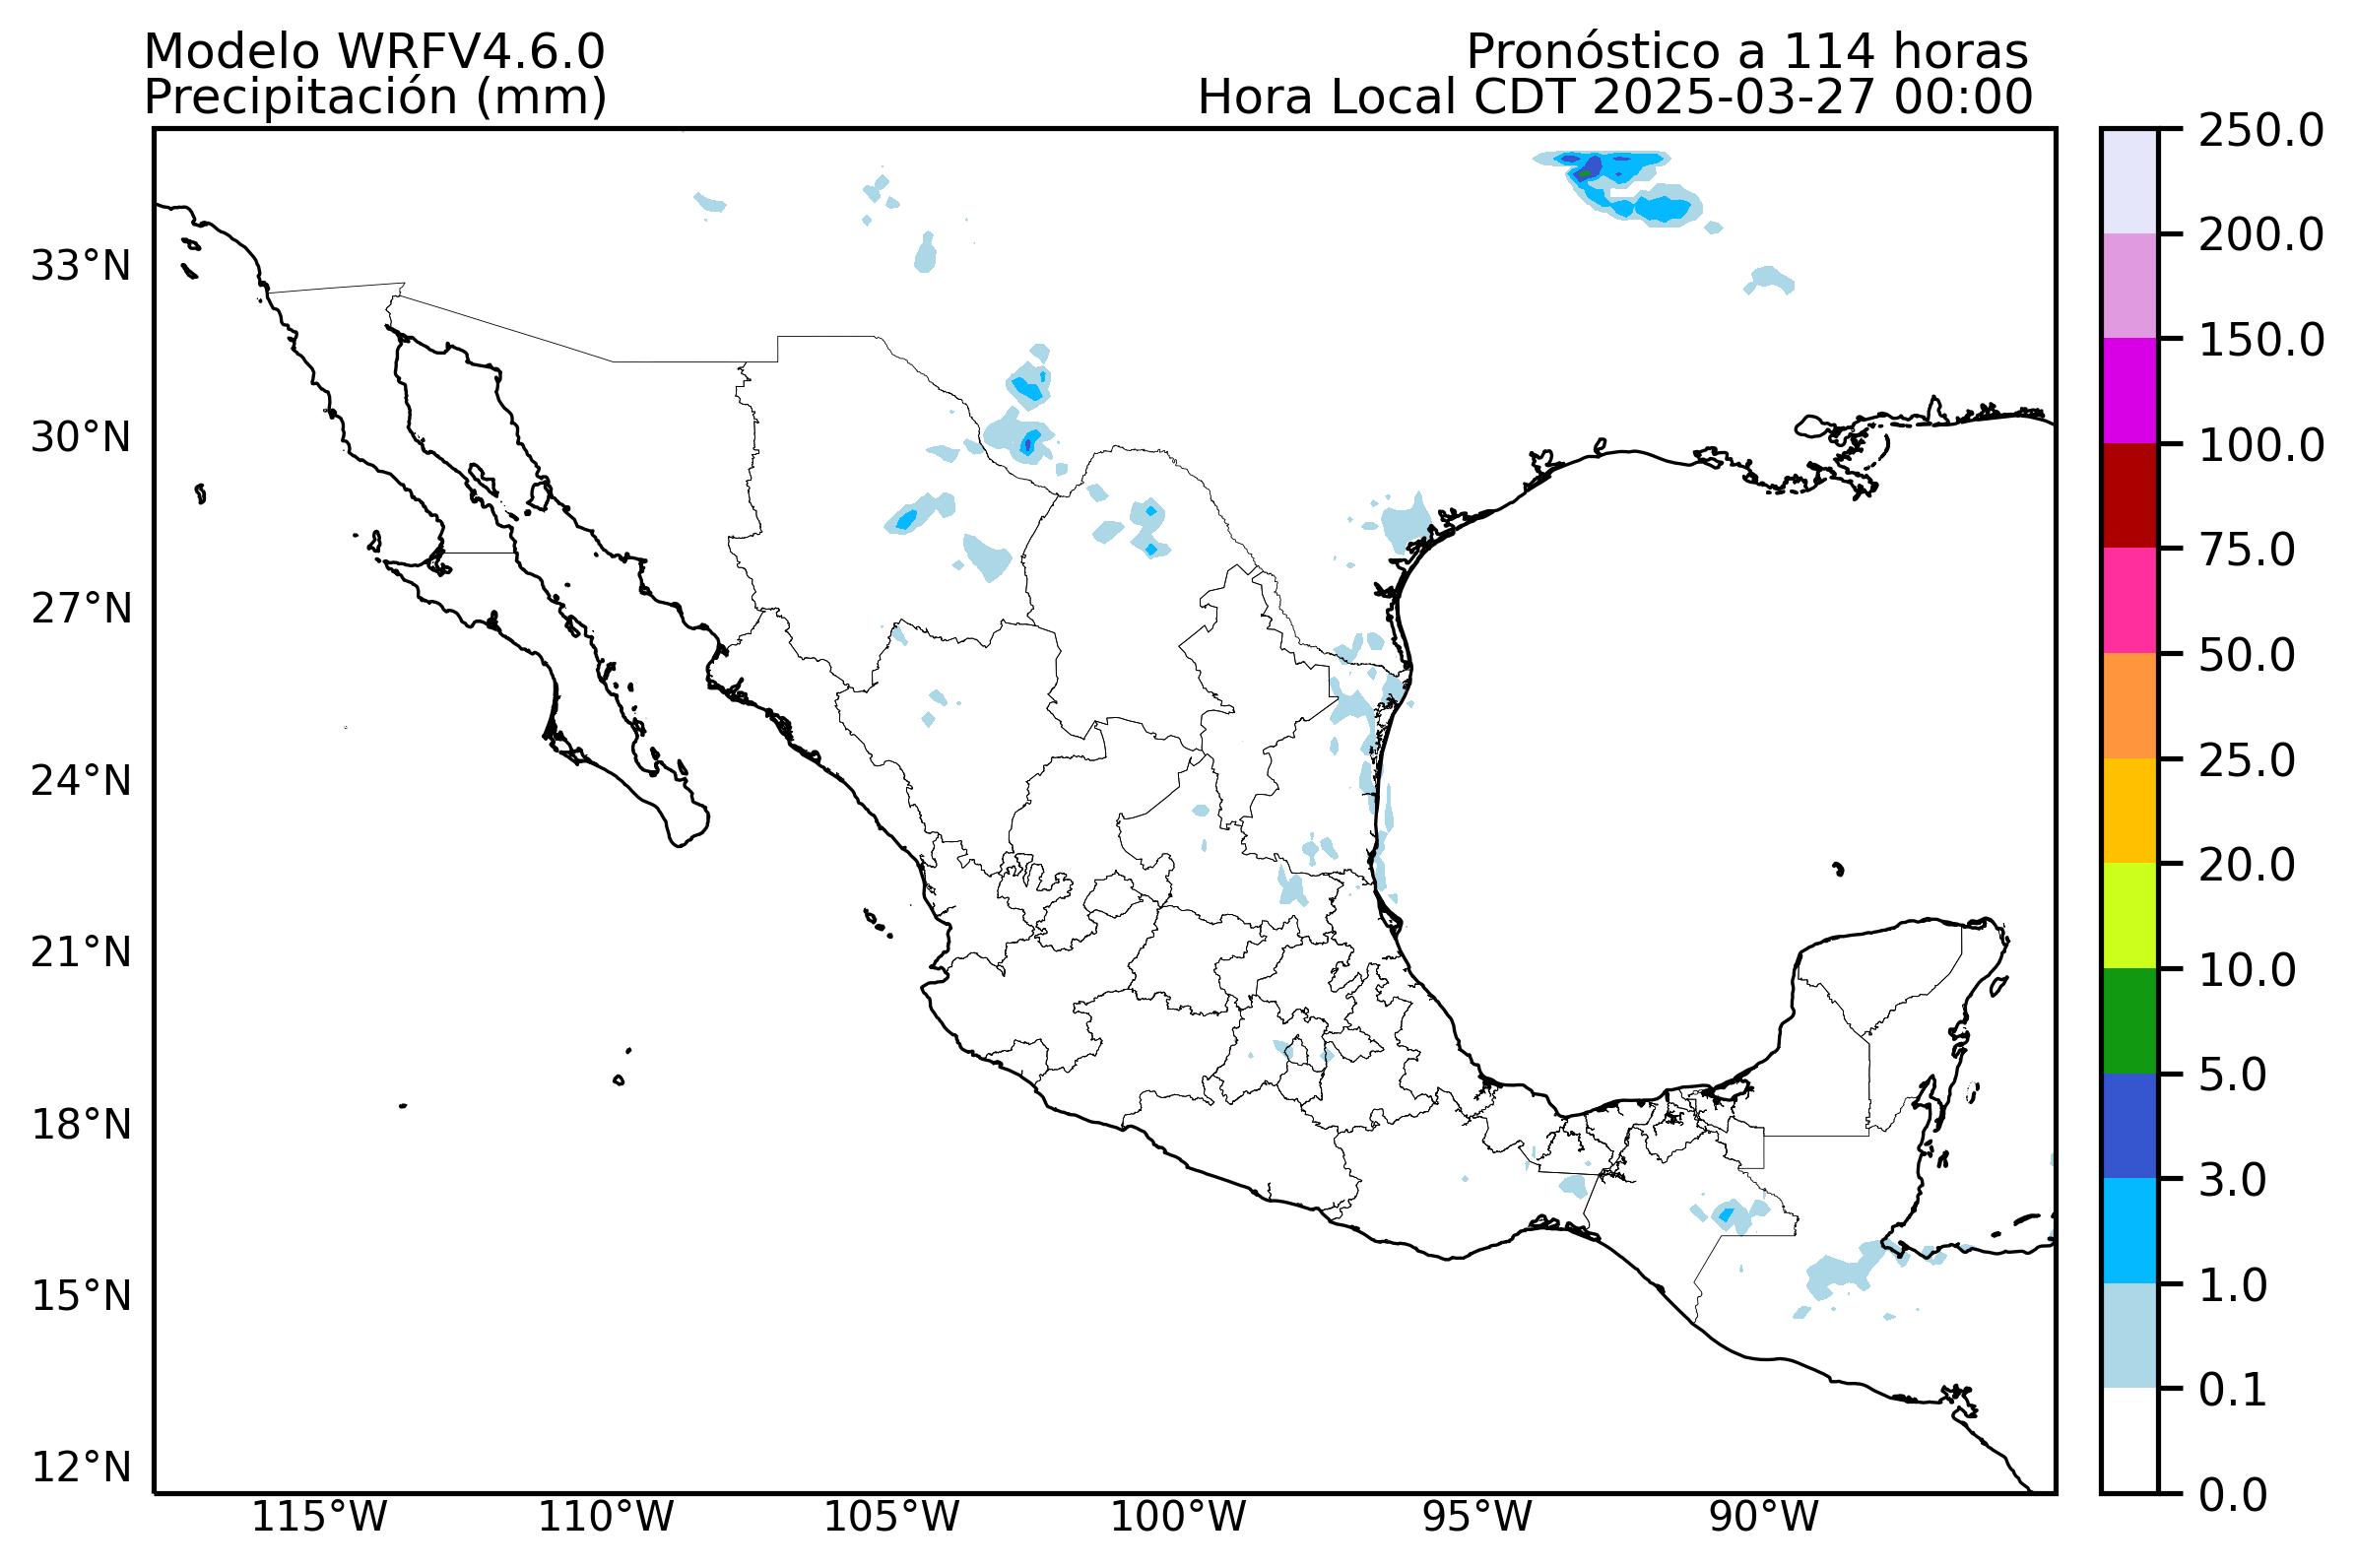 Modelo WRFV4.6.0
Precipitación (mm)
Pronóstico a 114 horas
Hora Local CDT 2025-03-27 00:00
33°N
30°N
27°N
24°N
21°N
18°N
15°N
12°N
115°W
110°W
105°W
100°W
95°W
90°W
250.0
200.0
150.0
100.0
75.0
50.0
25.0
20.0
10.0
5.0
3.0
1.0
0.1
0.0